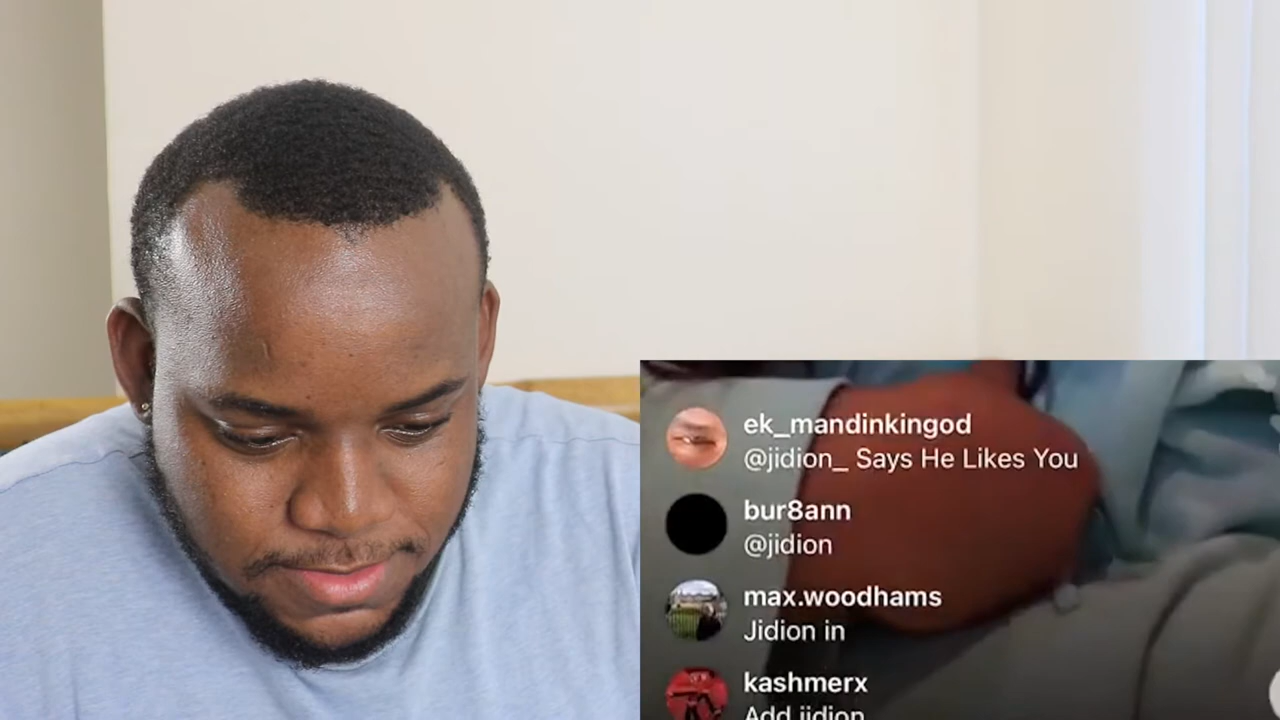 ek_mandinkingod
@jidion_ Says He Likes You
bur8ann
@jidion
max.woodhams
Jidion in
kashmerx
Add jidion